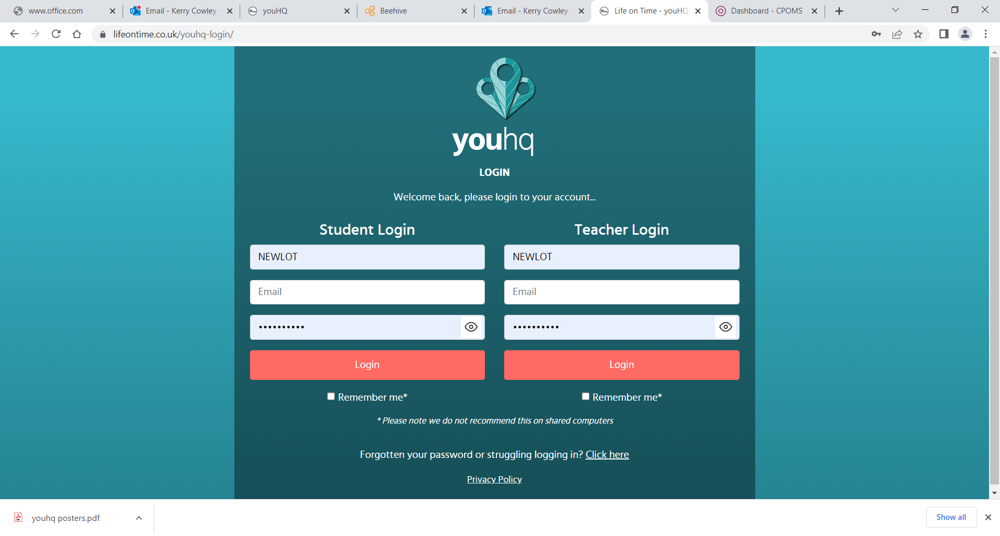 www.office.com
Email - Kerry Cowley -
youHQ
Beehive
Email - Kerry Cowley -
Life on Time - youHQ
Dashboard - CPOMS
lifeontime.co.uk/youhq-login/
youhq
LOGIN
Welcome back, please login to your account...
Student Login
Teacher Login
NEWLOT
NEWLOT
Email
Email
••••••••••
••••••••••
Login
Login
Remember me*
Remember me*
* Please note we do not recommend this on shared computers
Forgotten your password or struggling logging in? Click here
Privacy Policy
youhq posters.pdf
Show all